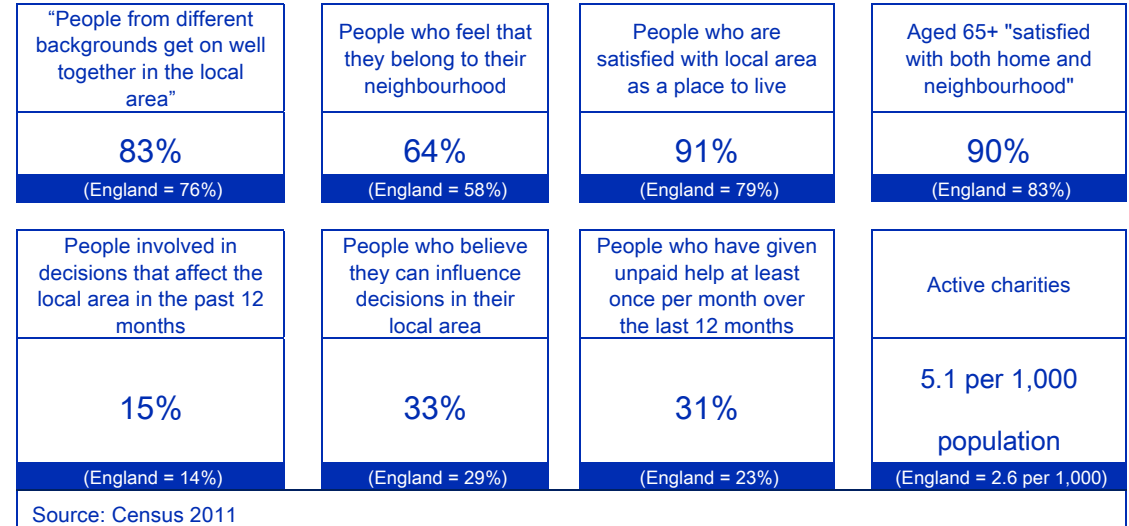 “People from different
backgrounds get on well
together in the local
area”
83%
(England = 76%)
People who feel that
they belong to their
neighbourhood
64%
(England = 58%)
People who are
satisfied with local area
as a place to live
91%
(England = 79%)
Aged 65+ "satisfied
with both home and
neighbourhood"
90%
(England = 83%)
People involved in
decisions that affect the
local area in the past 12
months
15%
(England = 14%)
People who believe
they can influence
decisions in their
local area
33%
(England = 29%)
People who have given
unpaid help at least
once per month over
the last 12 months
31%
(England = 23%)
Active charities
5.1 per 1,000
population
(England = 2.6 per 1,000)
Source: Census 2011